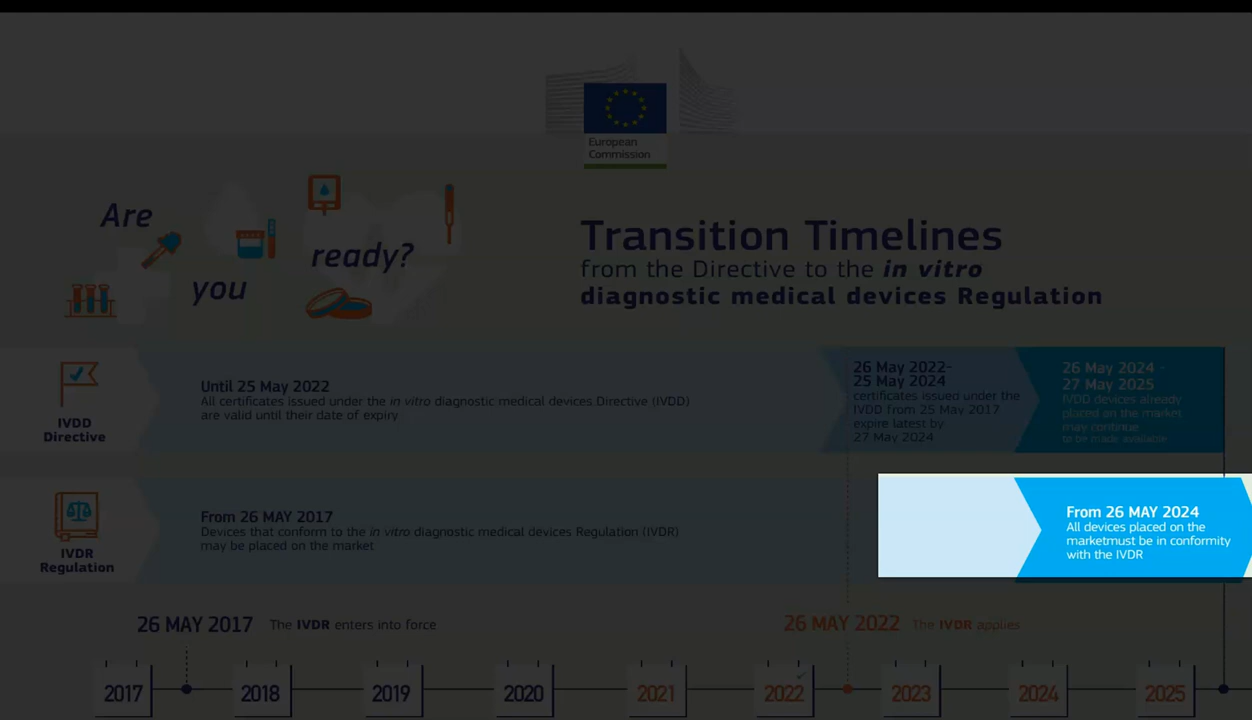 European
Commission
Are
you
ready?
Transition Timelines
from the Directive to the in vitro
diagnostic medical devices Regulation
IVDD
Directive
Until 25 May 2022
All certificates issued under the in vitro diagnostic medical devices Directive (IVDD)
are valid until their date of expiry
26 May 2022-
25 May 2024
certificates issued under the
IVDD from 25 May 2017
expire latest by
27 May 2024
26 May 2024 -
27 May 2025
IVDD devices already
placed on the market
may continue
to be made available
IVDR
Regulation
From 26 MAY 2017
Devices that conform to the in vitro diagnostic medical devices Regulation (IVDR)
may be placed on the market
From 26 MAY 2024
All devices placed on the
marketmust be in conformity
with the IVDR
26 MAY 2017 The IVDR enters into force
26 MAY 2022 The IVDR applies
2017 2018 2019 2020 2021 2022 2023 2024 2025